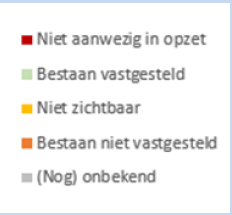 Niet aanwezig in opzet
Bestaan vastgesteld
Niet zichtbaar
Bestaan niet vastgesteld
(Nog) onbekend